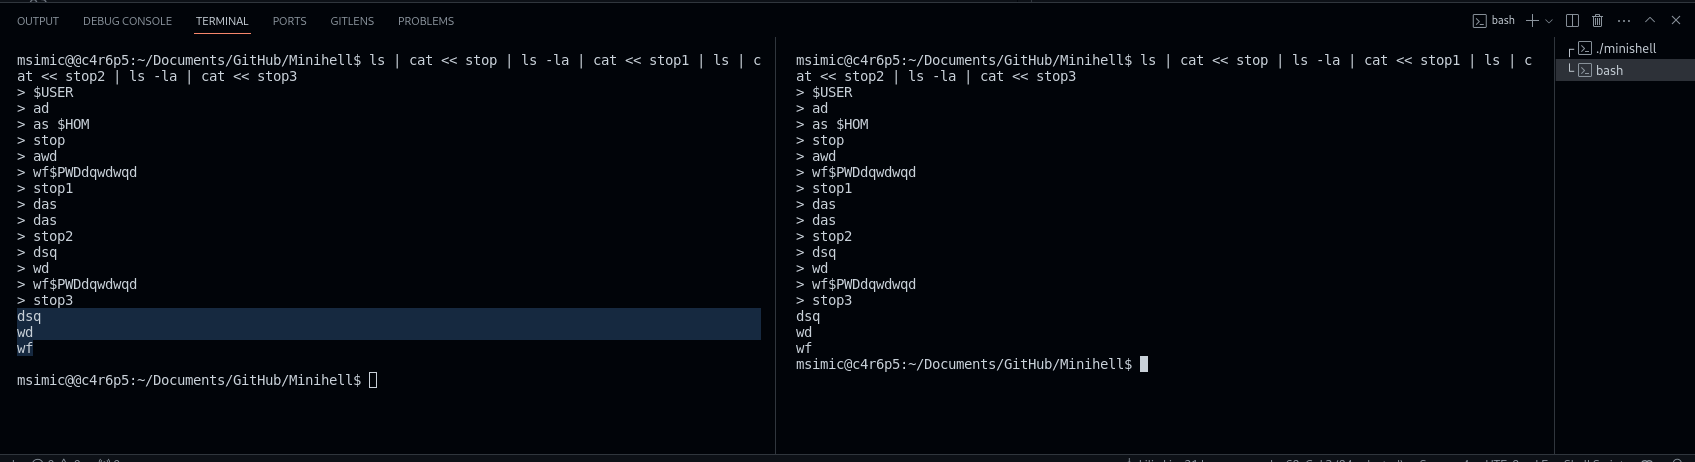 OUTPUT DEBUG CONSOLE TERMINAL PORTS GITLENS PROBLEMS
bash
msimic@@c4r6p5:~/Documents/GitHub/Minihell$ ls | cat << stop | ls -la | cat << stop1 | ls | c
at << stop2 | ls -la | cat << stop3
> $USER
> ad
> as $HOM
> stop
> awd
> wf$PWDdqwdwqd
> stop1
> das
> das
> stop2
> dsq
> wd
> wf$PWDdqwdwqd
> stop3
dsq
wd
wf
msimic@@c4r6p5:~/Documents/GitHub/Minihell$
msimic@c4r6p5:~/Documents/GitHub/Minihell$ ls | cat << stop | ls -la | cat << stop1 | ls | c
at << stop2 | ls -la | cat << stop3
> $USER
> ad
> as $HOM
> stop
> awd
> wf$PWDdqwdwqd
> stop1
> das
> das
> stop2
> dsq
> wd
> wf$PWDdqwdwqd
> stop3
dsq
wd
wf
msimic@c4r6p5:~/Documents/GitHub/Minihell$
./minishell
bash